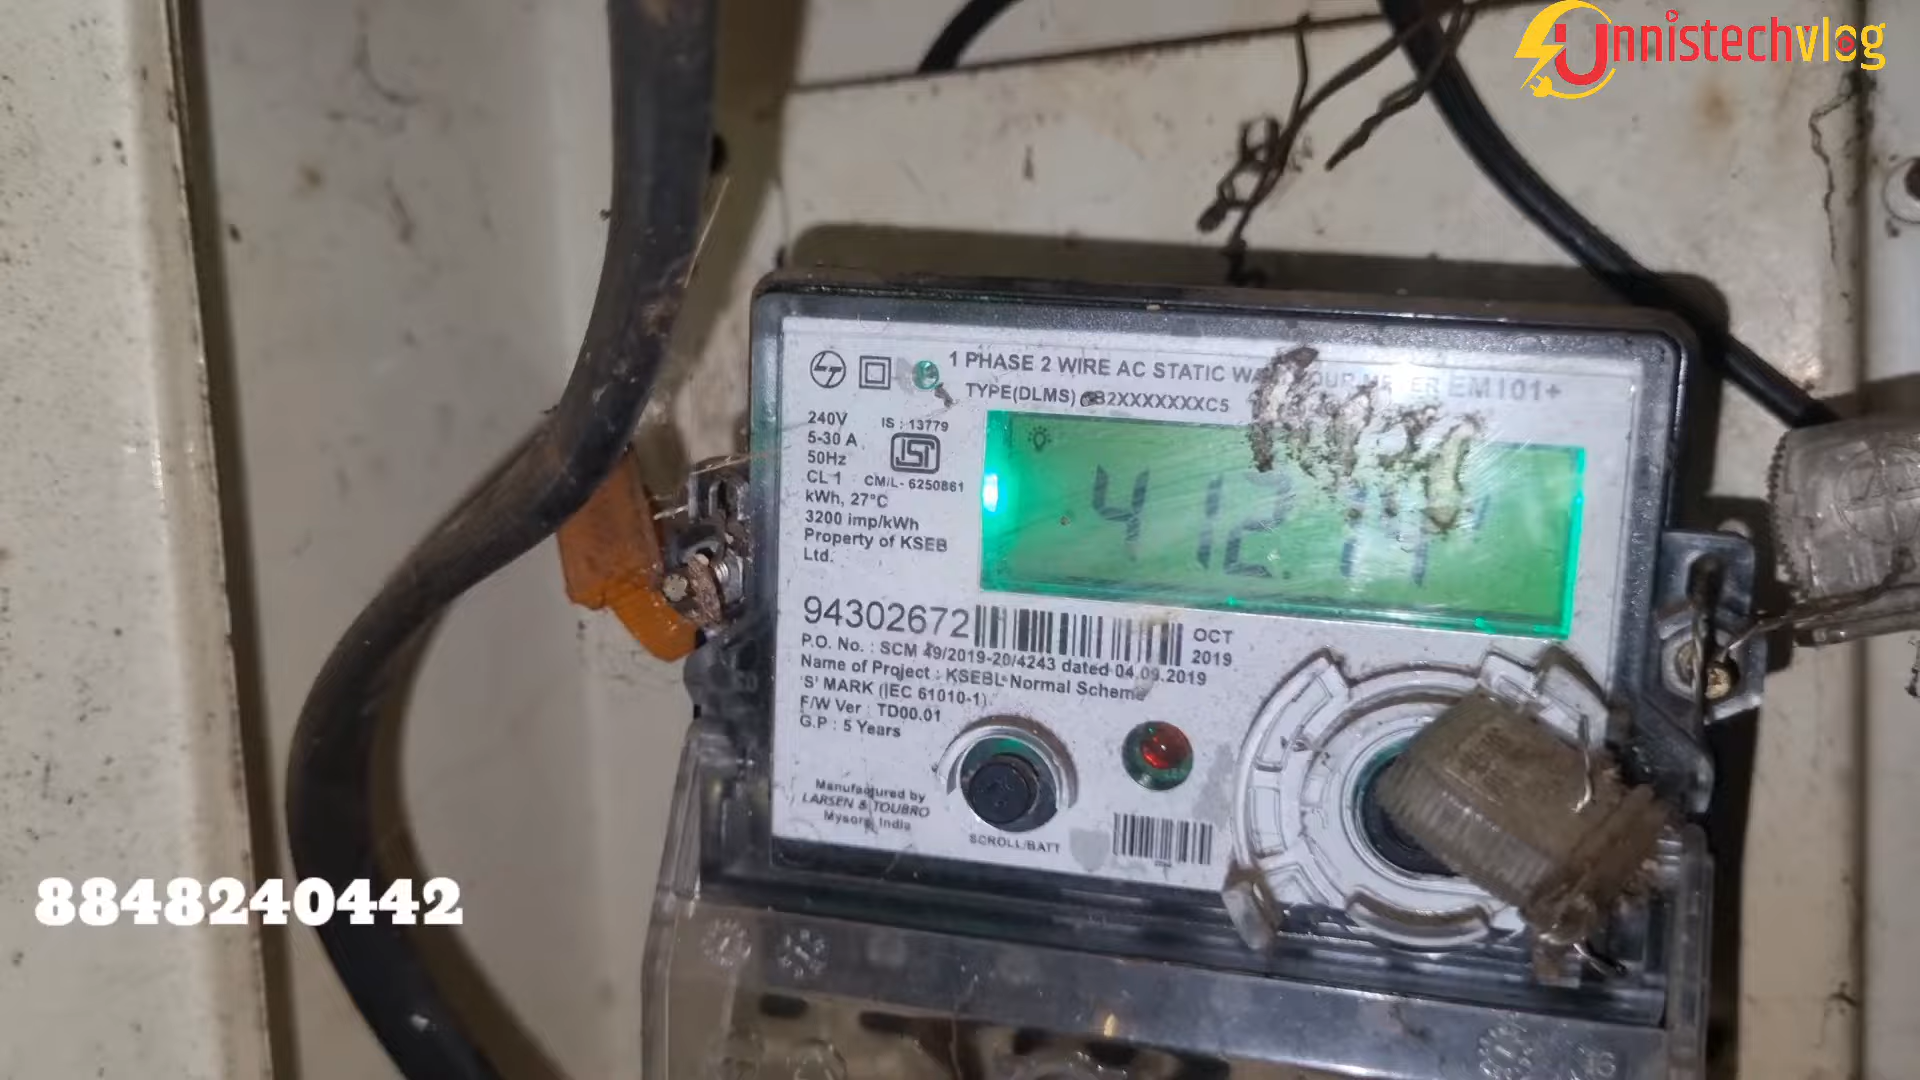 Unnistechvlog
1 PHASE 2 WIRE AC STATIC METER EM101+
TYPE(DLMS)
240V
5-30 A
50Hz
CL 1
kWh, 27°C
3200 imp/kWh
Property of KSEB
Ltd.
IS : 13779
ISI
CM/L- 6250861
94302672
OCT
2019
P.O. No. : SCM 49/2019-20/4243 dated 04.09.2019
Name of Project : KSEBL-Normal Scheme
'S' MARK (IEC 61010-1)
F/W Ver : TD00.01
G.P : 5 Years
Manufactured by
LARSEN & TOUBRO
Mysore, India
SCROLL/BATT
8848240442